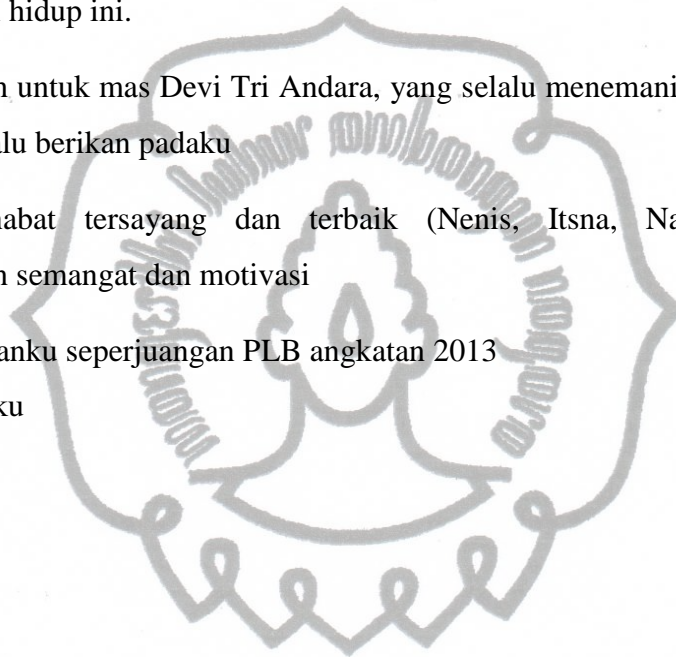 hidup ini.
n untuk mas Devi Tri Andara, yang selalu menemani
lu berikan padaku
abat tersayang dan terbaik (Nenis, Itsna, Na
n semangat dan motivasi
anku seperjuangan PLB angkatan 2013
ku